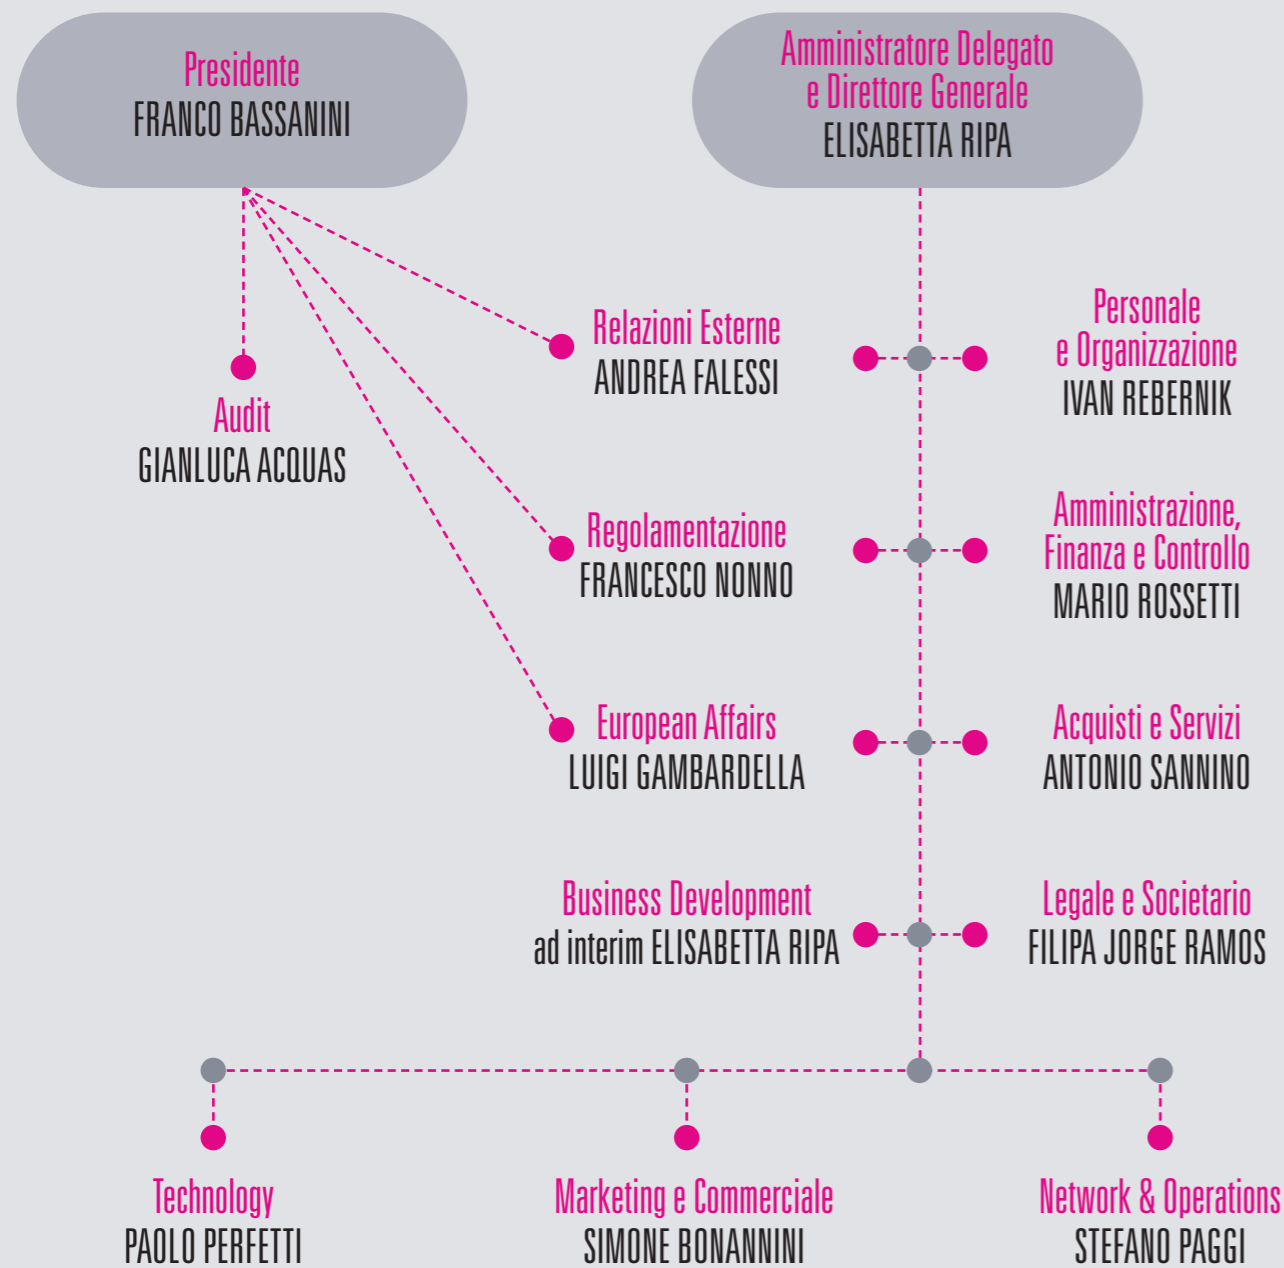 Presidente
FRANCO BASSANINI
Amministratore Delegato
e Direttore Generale
ELISABETTA RIPA
Relazioni Esterne
ANDREA FALESSI
Personale
e Organizzazione
IVAN REBERNIK
Audit
GIANLUCA ACQUAS
Regolamentazione
FRANCESCO NONNO
Amministrazione,
Finanza e Controllo
MARIO ROSSETTI
European Affairs
LUIGI GAMBARDELLA
Acquisti e Servizi
ANTONIO SANNINO
Business Development
ad interim ELISABETTA RIPA
Legale e Societario
FILIPA JORGE RAMOS
Technology
PAOLO PERFETTI
Marketing e Commerciale
SIMONE BONANNINI
Network & Operations
STEFANO PAGGI